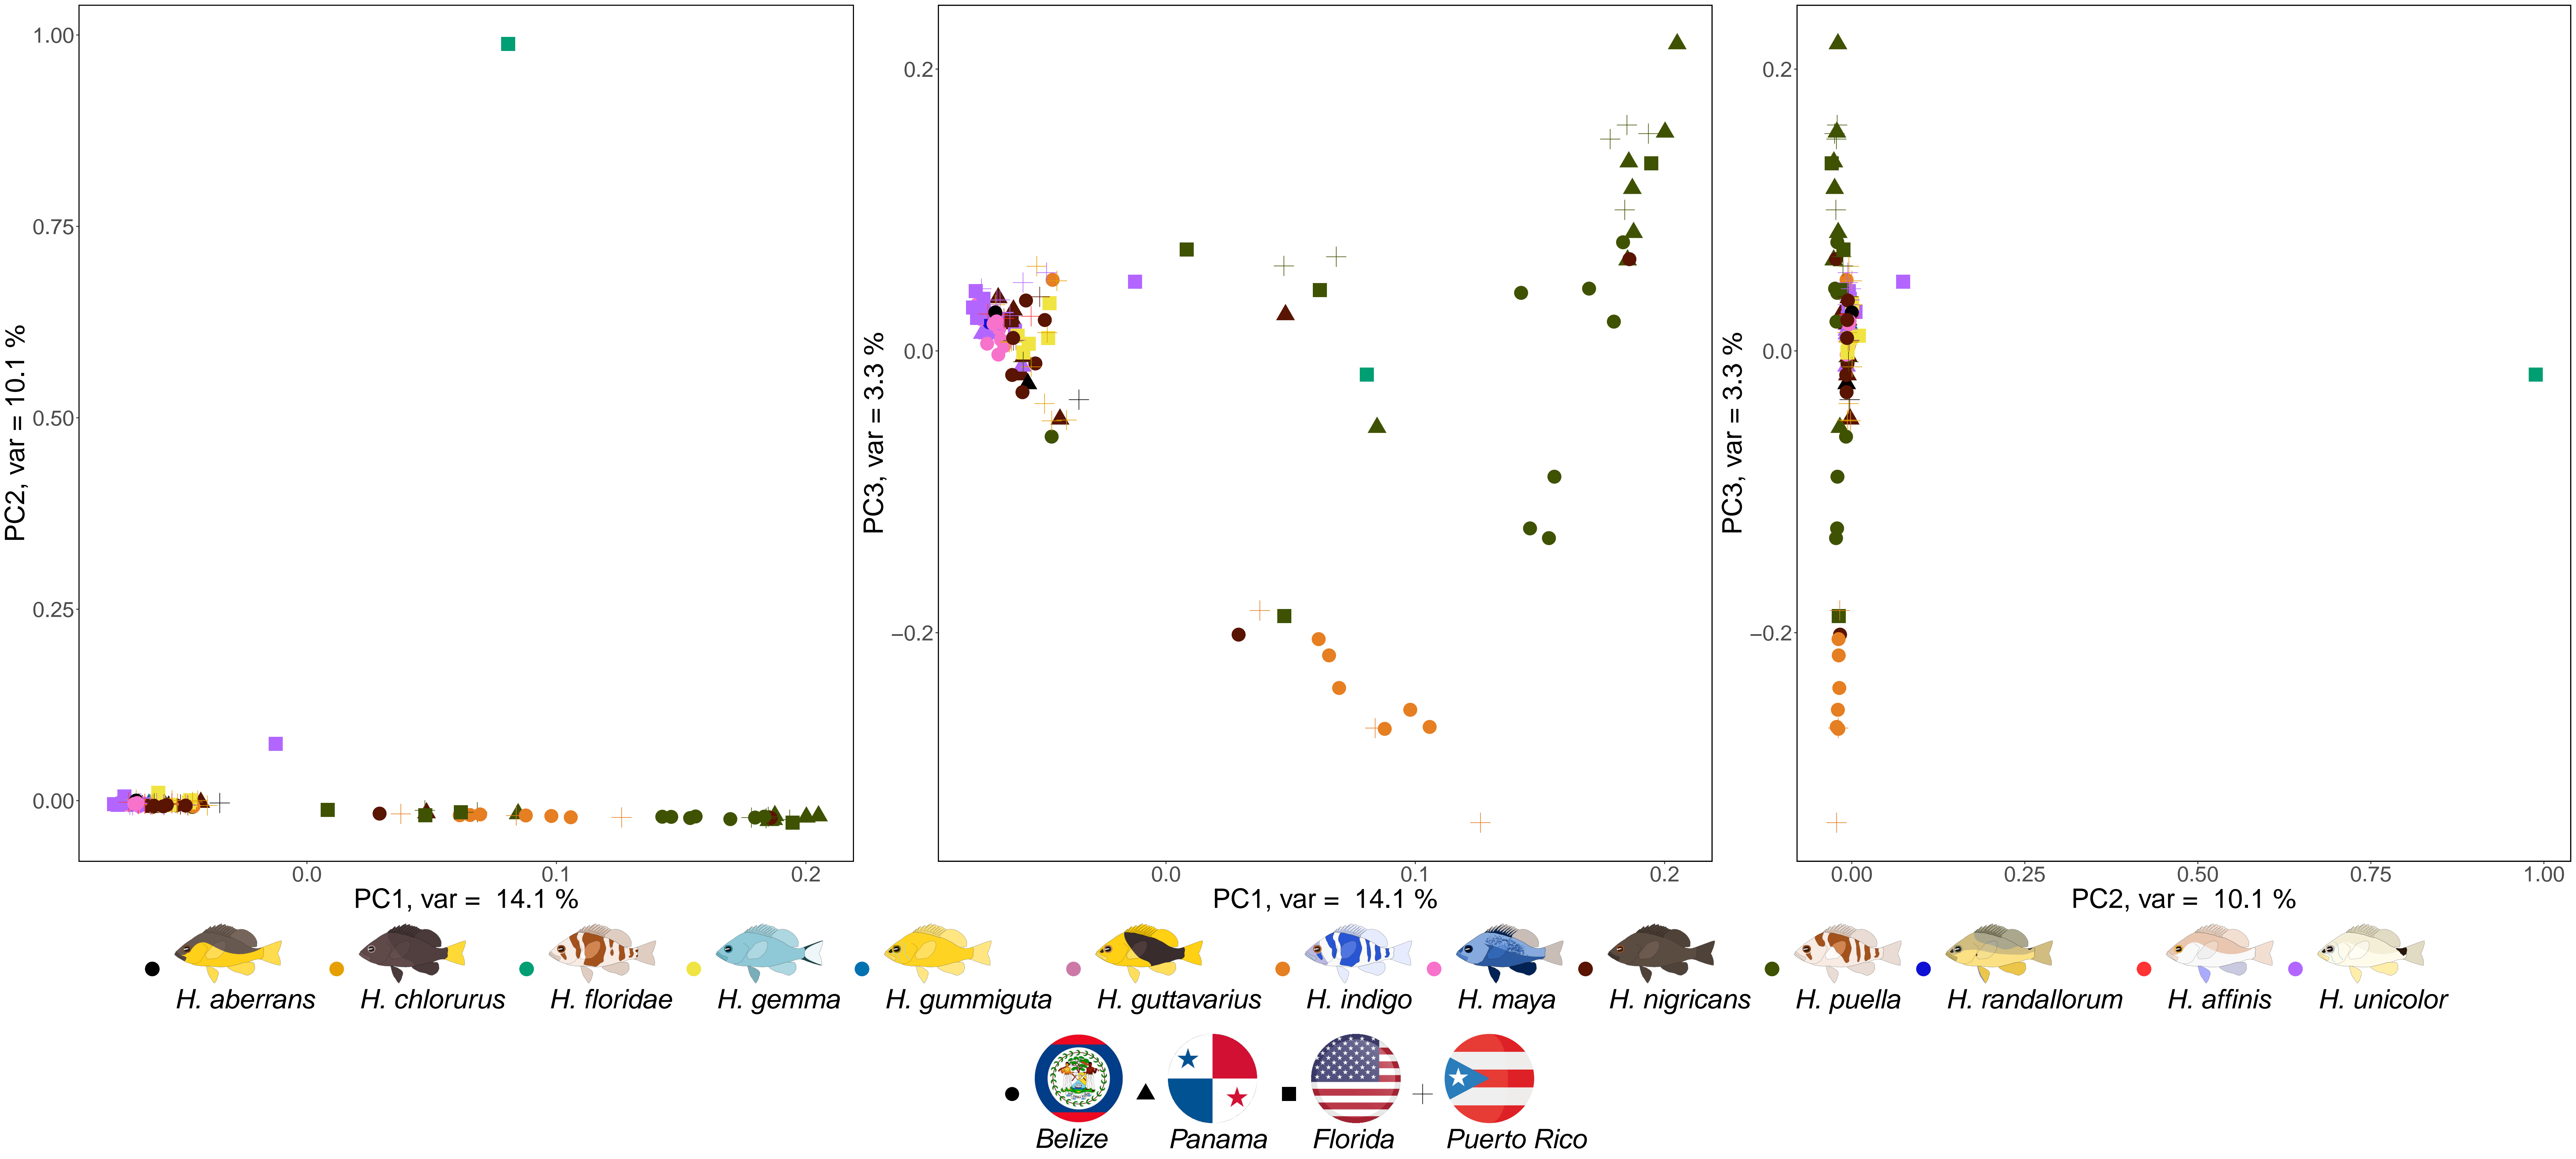 1.00
0.75
0.50
0.25
0.00
PC2, var = 10.1 %
0.0 0.1 0.2
PC1, var = 14.1 %
0.2
0.0
−0.2
PC3, var = 3.3 %
0.0 0.1 0.2
PC1, var = 14.1 %
0.2
0.0
−0.2
PC3, var = 3.3 %
0.00 0.25 0.50 0.75 1.00
PC2, var = 10.1 %
H. aberrans H. chlorurus H. floridae H. gemma H. gummiguta H. guttavarius H. indigo H. maya H. nigricans H. puella H. randallorum H. affinis H. unicolor
Belize Panama Florida Puerto Rico